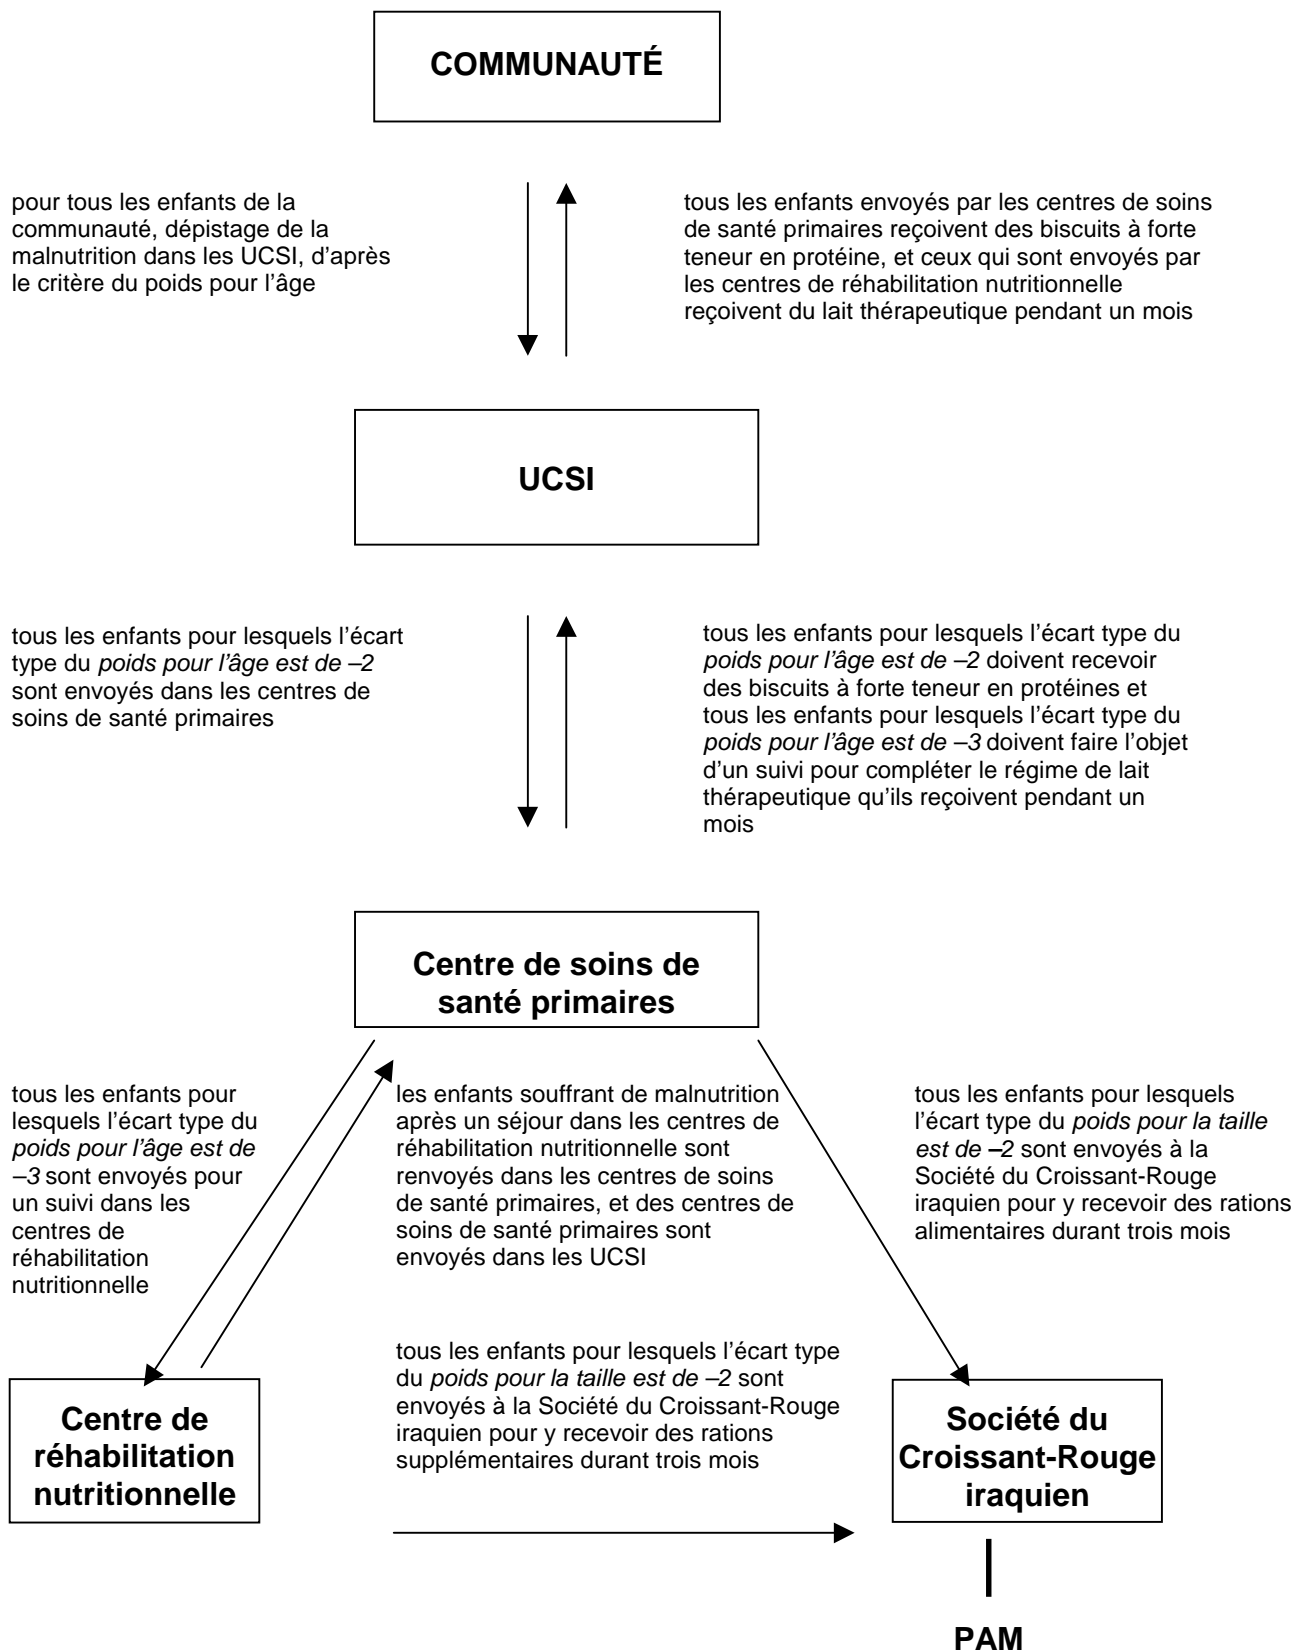 COMMUNAUTÉ
pour tous les enfants de la
communauté, dépistage de la
malnutrition dans les UCSI, d'après
le critère du poids pour l'âge
tous les enfants envoyés par les centres de soins
de santé primaires reçoivent des biscuits à forte
teneur en protéine, et ceux qui sont envoyés par
les centres de réhabilitation nutritionnelle
reçoivent du lait thérapeutique pendant un mois
UCSI
tous les enfants pour lesquels l'écart
type du poids pour l'âge est de –2
sont envoyés dans les centres de
soins de santé primaires
tous les enfants pour lesquels l'écart type du
poids pour l'âge est de –2 doivent recevoir
des biscuits à forte teneur en protéines et
tous les enfants pour lesquels l'écart type du
poids pour l'âge est de –3 doivent faire l'objet
d'un suivi pour compléter le régime de lait
thérapeutique qu'ils reçoivent pendant un
mois
Centre de soins de
santé primaires
tous les enfants pour
lesquels l'écart type du
poids pour l'âge est de
–3 sont envoyés pour
un suivi dans les
centres de
réhabilitation
nutritionnelle
les enfants souffrant de malnutrition
après un séjour dans les centres de
réhabilitation nutritionnelle sont
renvoyés dans les centres de soins
de santé primaires, et des centres de
soins de santé primaires sont
envoyés dans les UCSI
tous les enfants pour lesquels
l'écart type du poids pour la taille
est de –2 sont envoyés à la
Société du Croissant-Rouge
iraquien pour y recevoir des rations
alimentaires durant trois mois
tous les enfants pour lesquels l'écart type
du poids pour la taille est de –2 sont
envoyés à la Société du Croissant-Rouge
iraquien pour y recevoir des rations
supplémentaires durant trois mois
Centre de
réhabilitation
nutritionnelle
Société du
Croissant-Rouge
iraquien
PAM